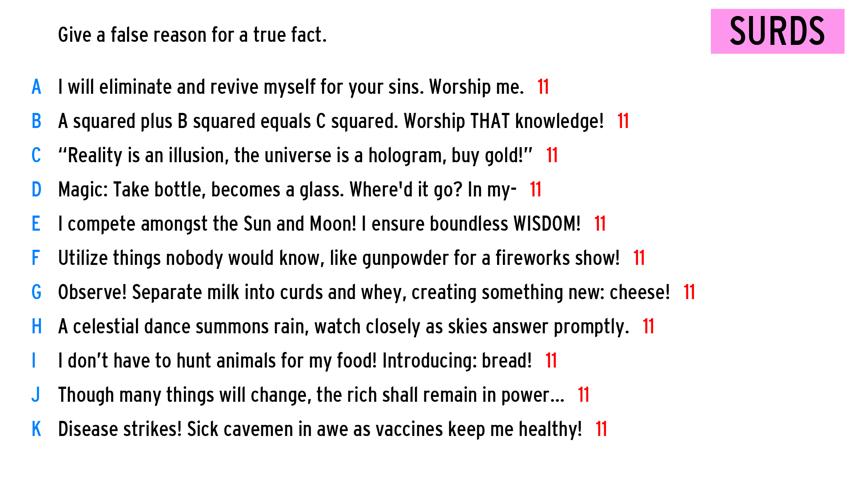 SURDS
Give a false reason for a true fact.
A I will eliminate and revive myself for your sins. Worship me. 11
B A squared plus B squared equals C squared. Worship THAT knowledge! 11
C “Reality is an illusion, the universe is a hologram, buy gold!” 11
D Magic: Take bottle, becomes a glass. Where'd it go? In my- 11
E I compete amongst the Sun and Moon! I ensure boundless WISDOM! 11
F Utilize things nobody would know, like gunpowder for a fireworks show! 11
G Observe! Separate milk into curds and whey, creating something new: cheese! 11
H A celestial dance summons rain, watch closely as skies answer promptly. 11
I I don’t have to hunt animals for my food! Introducing: bread! 11
J Though many things will change, the rich shall remain in power... 11
K Disease strikes! Sick cavemen in awe as vaccines keep me healthy! 11